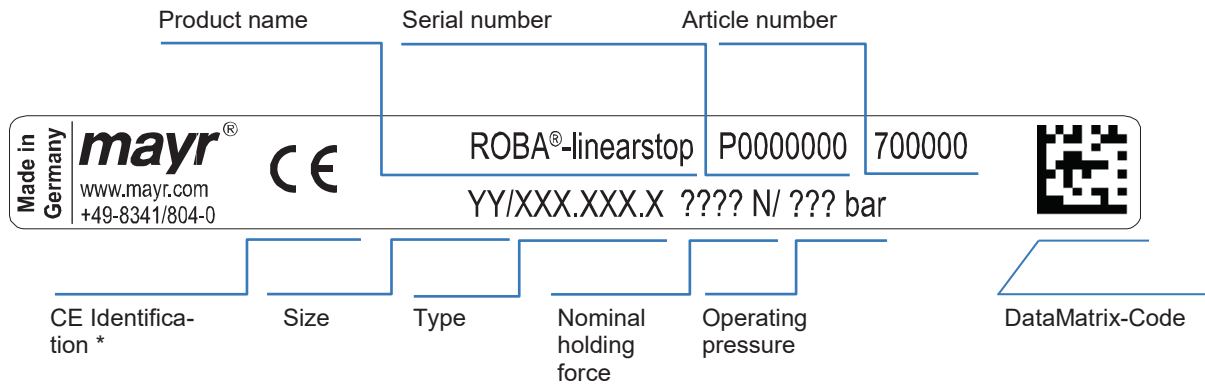 Product name Serial number Article number
Made in
Germany
mayr®
www.mayr.com
+49-8341/804-0
CE
ROBA®-linearstop P0000000 700000
YY/XXX.XXX.X ???? N/ ??? bar
CE Identifica-
tion *
Size
Type
Nominal
holding
force
Operating
pressure
DataMatrix-Code